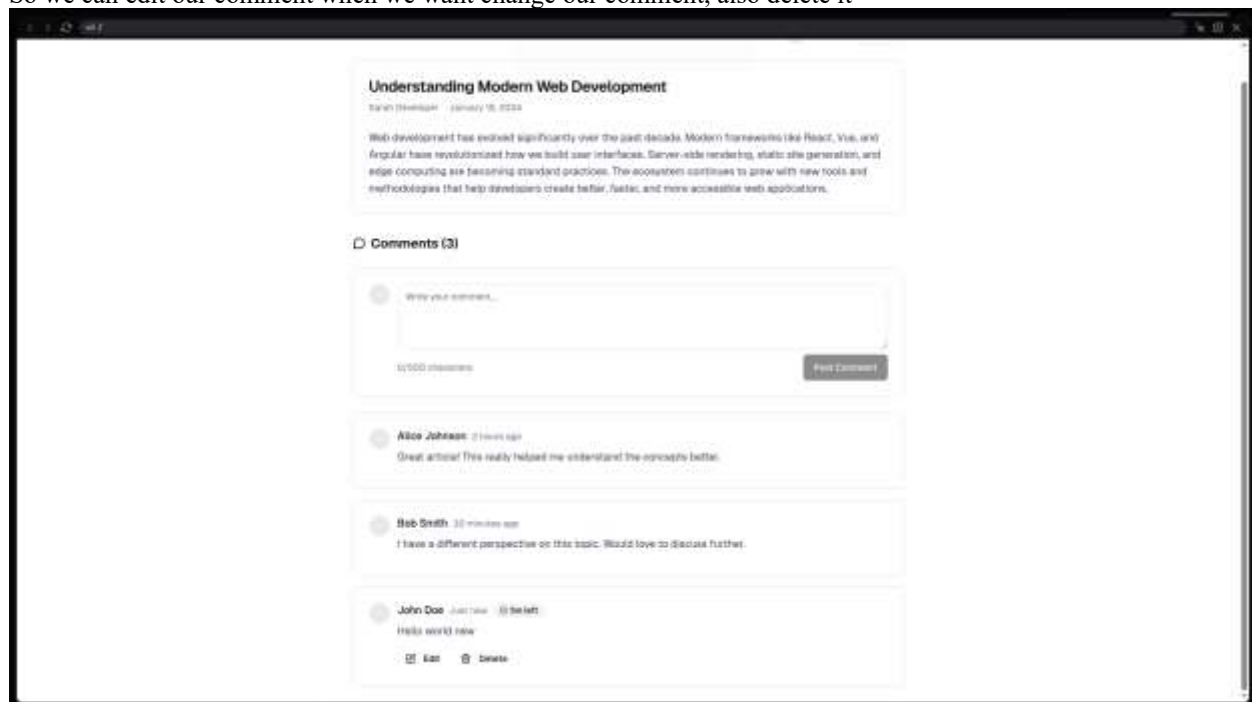 So we can edit our comment when we want change our comment, also delete it
Understanding Modern Web Development
Sarah Developer January 15, 2024
Web development has evolved significantly over the past decade. Modern frameworks like React, Vue, and
Angular have revolutionized how we build user interfaces. Server-side rendering, static site generation, and
edge computing are becoming standard practices. The ecosystem continues to grow with new tools and
methodologies that help developers create better, faster, and more accessible web applications.
Comments (3)
Write your comment...
0/500 characters
Post Comment
Alice Johnson 2 hours ago
Great article! This really helped me understand the concepts better.
Bob Smith 30 minutes ago
I have a different perspective on this topic. Would love to discuss further.
John Doe Just now left
Hello world new
Edit Delete